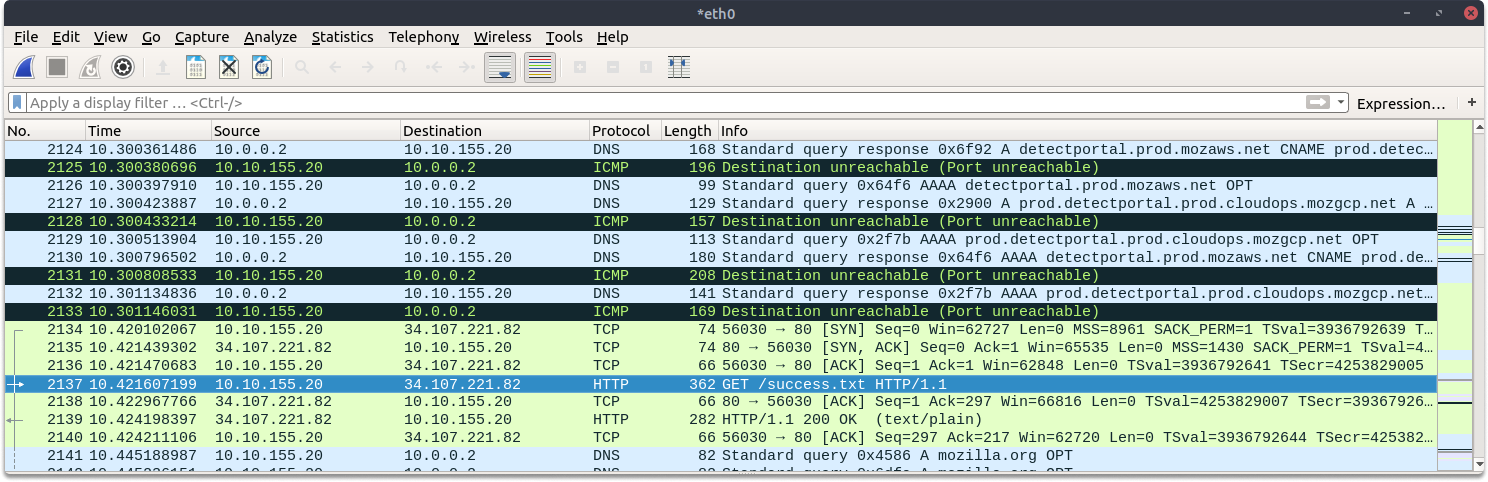 *eth0
File Edit View Go Capture Analyze Statistics Telephony Wireless Tools Help
Apply a display filter … <Ctrl-/> Expression… +
No. Time Source Destination Protocol Length Info
2124 10.300361486 10.0.0.2 10.10.155.20 DNS 168 Standard query response 0x6f92 A detectportal.prod.mozaws.net CNAME prod.detec…
2125 10.300380696 10.10.155.20 10.0.0.2 ICMP 196 Destination unreachable (Port unreachable)
2126 10.300397910 10.10.155.20 10.0.0.2 DNS 99 Standard query 0x64f6 AAAA detectportal.prod.mozaws.net OPT
2127 10.300423887 10.0.0.2 10.10.155.20 DNS 129 Standard query response 0x2900 A prod.detectportal.prod.cloudops.mozgcp.net A …
2128 10.300433214 10.10.155.20 10.0.0.2 ICMP 157 Destination unreachable (Port unreachable)
2129 10.300513904 10.10.155.20 10.0.0.2 DNS 113 Standard query 0x2f7b AAAA prod.detectportal.prod.cloudops.mozgcp.net OPT
2130 10.300796502 10.0.0.2 10.10.155.20 DNS 180 Standard query response 0x64f6 AAAA detectportal.prod.mozaws.net CNAME prod.de…
2131 10.300808533 10.10.155.20 10.0.0.2 ICMP 208 Destination unreachable (Port unreachable)
2132 10.301134836 10.0.0.2 10.10.155.20 DNS 141 Standard query response 0x2f7b AAAA prod.detectportal.prod.cloudops.mozgcp.net…
2133 10.301146031 10.10.155.20 10.0.0.2 ICMP 169 Destination unreachable (Port unreachable)
2134 10.420102067 10.10.155.20 34.107.221.82 TCP 74 56030 → 80 [SYN] Seq=0 Win=62727 Len=0 MSS=8961 SACK_PERM=1 TSval=3936792639 T…
2135 10.421439302 34.107.221.82 10.10.155.20 TCP 74 80 → 56030 [SYN, ACK] Seq=0 Ack=1 Win=65535 Len=0 MSS=1430 SACK_PERM=1 TSval=4…
2136 10.421470683 10.10.155.20 34.107.221.82 TCP 66 56030 → 80 [ACK] Seq=1 Ack=1 Win=62848 Len=0 TSval=3936792641 TSecr=4253829005
2137 10.421607199 10.10.155.20 34.107.221.82 HTTP 362 GET /success.txt HTTP/1.1
2138 10.422967766 34.107.221.82 10.10.155.20 TCP 66 80 → 56030 [ACK] Seq=1 Ack=297 Win=66816 Len=0 TSval=4253829007 TSecr=39367926…
2139 10.424198397 34.107.221.82 10.10.155.20 HTTP 282 HTTP/1.1 200 OK (text/plain)
2140 10.424211106 10.10.155.20 34.107.221.82 TCP 66 56030 → 80 [ACK] Seq=297 Ack=217 Win=62720 Len=0 TSval=3936792644 TSecr=425382…
2141 10.445188987 10.10.155.20 10.0.0.2 DNS 82 Standard query 0x4586 A mozilla.org OPT